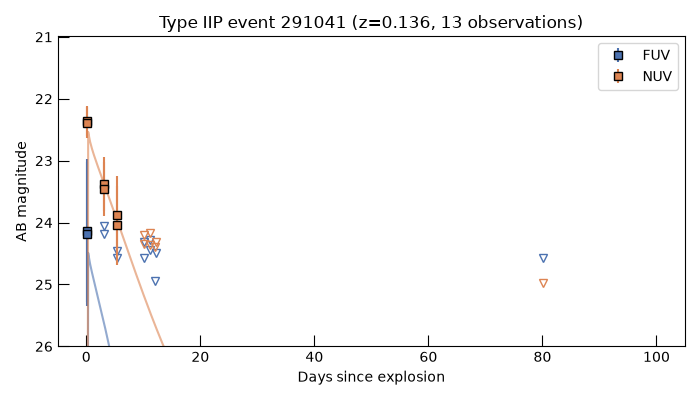 Type IIP event 291041 (z=0.136, 13 observations)
21
22
23
24
25
26
AB magnitude
FUV
NUV
0
20
40
60
80
100
Days since explosion